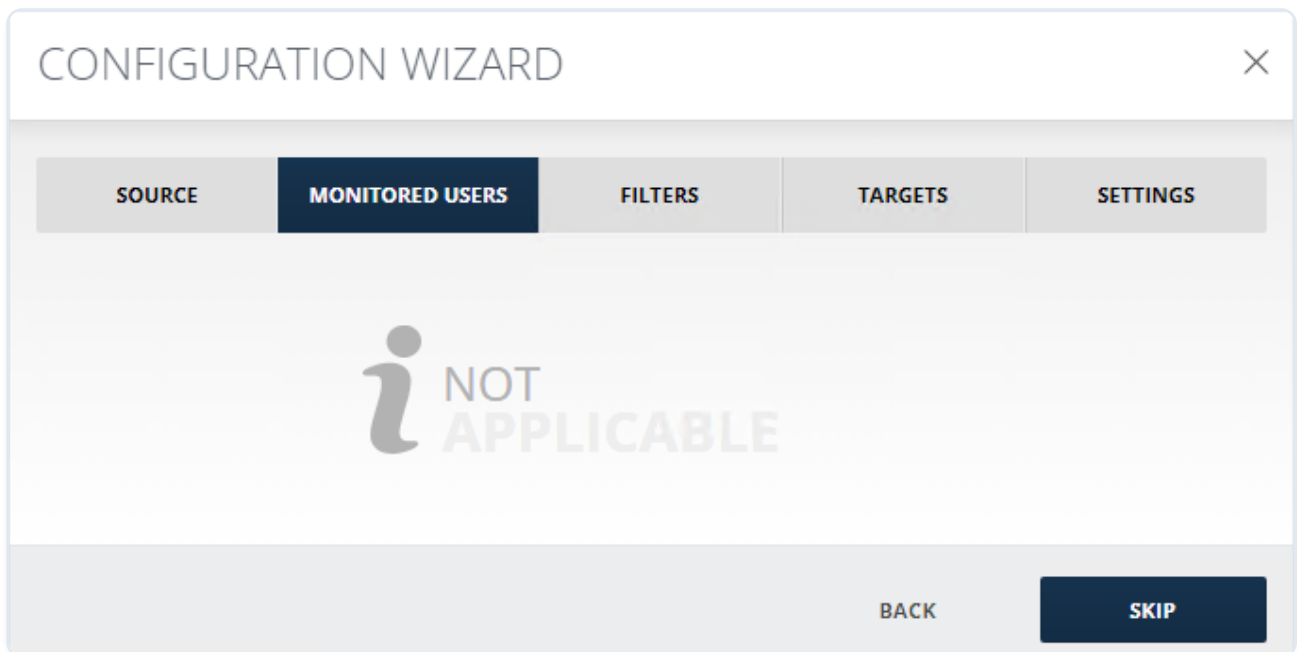 CONFIGURATION WIZARD
SOURCE MONITORED USERS FILTERS TARGETS SETTINGS
NOT
APPLICABLE
BACK SKIP